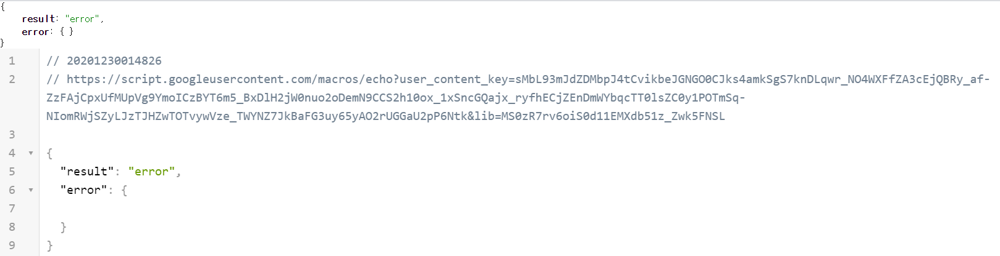 {
result: "error",
error: { }
}
1 // 20201230014826
2 // https://script.googleusercontent.com/macros/echo?user_content_key=sMbL93mJdZDMbpJ4tCvikbeJGNGO0CJks4amkSgS7knDLqwr_NO4WXFfZA3cEjQBRy_af-
ZzFAjCpxUfMUpVg9YmoICzBYT6m5_BxDlH2jW0nuo2oDemN9CCS2h10ox_1xSncGQajx_ryfhECjZEnDmWYbqcTT0lsZC0y1POTmSq-
NIomRWjSZyLJzTJHZwTOTvywVze_TWYNZ7JkBaFG3uy65yAO2rUGGaU2pP6Ntk&lib=MS0zR7rv6oiS0d11EMXdb51z_Zwk5FNSL
3
4 {
5 "result": "error",
6 "error": {
7
8 }
9 }